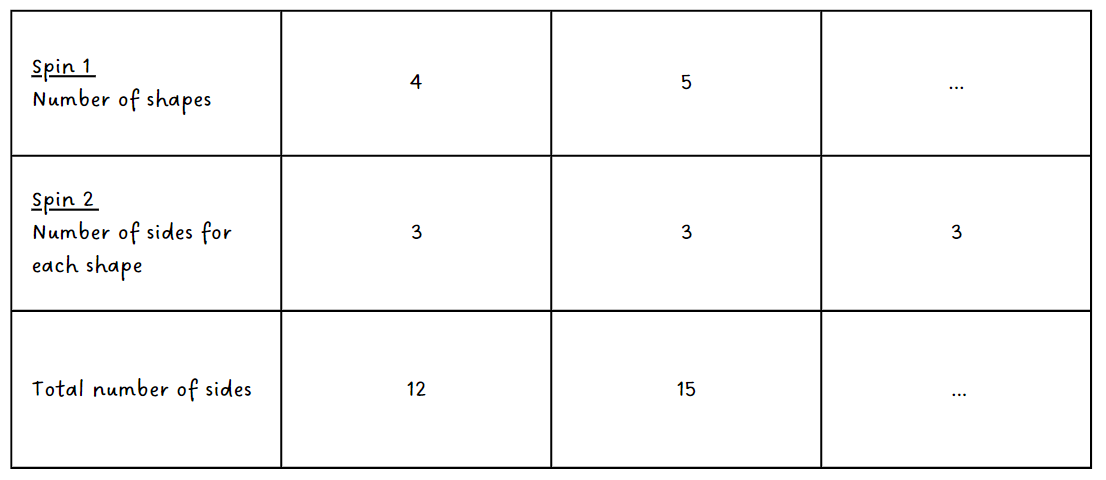 Spin 1
Number of shapes
4
5
...
Spin 2
Number of sides for
each shape
3
3
3
Total number of sides
12
15
...